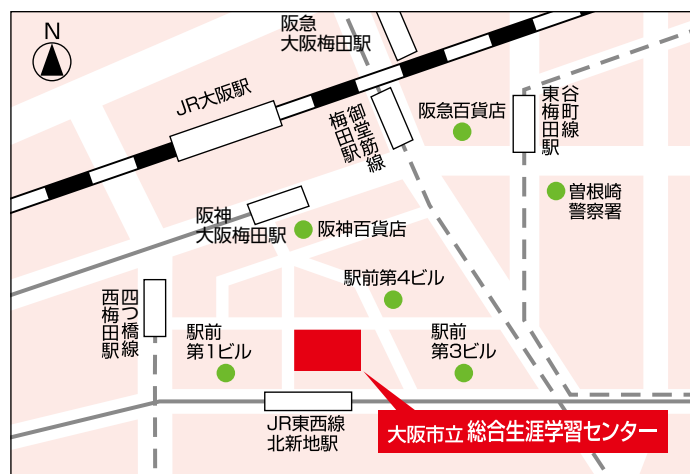 N
阪急
大阪梅田駅
JR大阪駅
御堂筋線
梅田駅
阪急百貨店
谷町線
東梅田駅
曽根崎
警察署
阪神
大阪梅田駅
阪神百貨店
駅前第4ビル
四つ橋線
西梅田駅
駅前
第1ビル
駅前
第3ビル
JR東西線
北新地駅
大阪市立 総合生涯学習センター